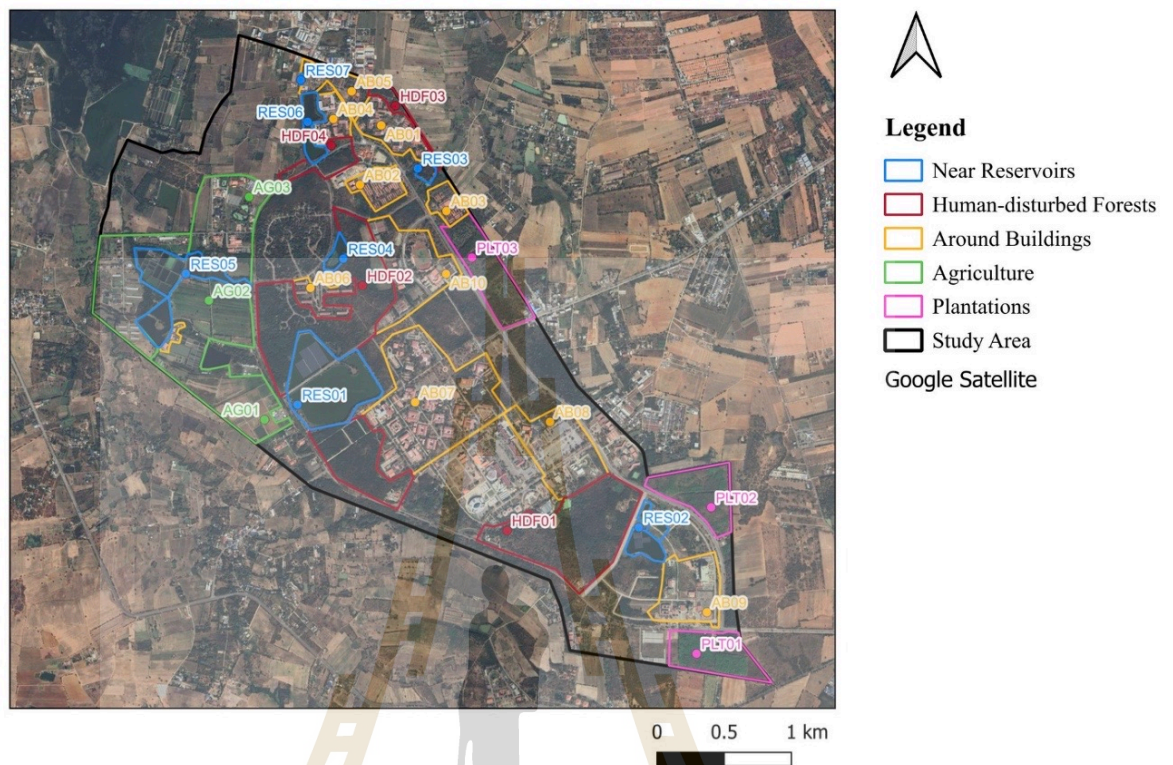 RES07
AB05
HDF03
RES06
AB04
HDF04
AB01
RES03
AB02
AG03
AB03
RES04
PLT03
RES05
AB06
HDF02
AB10
AG02
RES01
AB07
AG01
AB08
PLT02
HDF01
RES02
AB09
PLT01
Legend
Near Reservoirs
Human-disturbed Forests
Around Buildings
Agriculture
Plantations
Study Area
Google Satellite
0 0.5 1 km